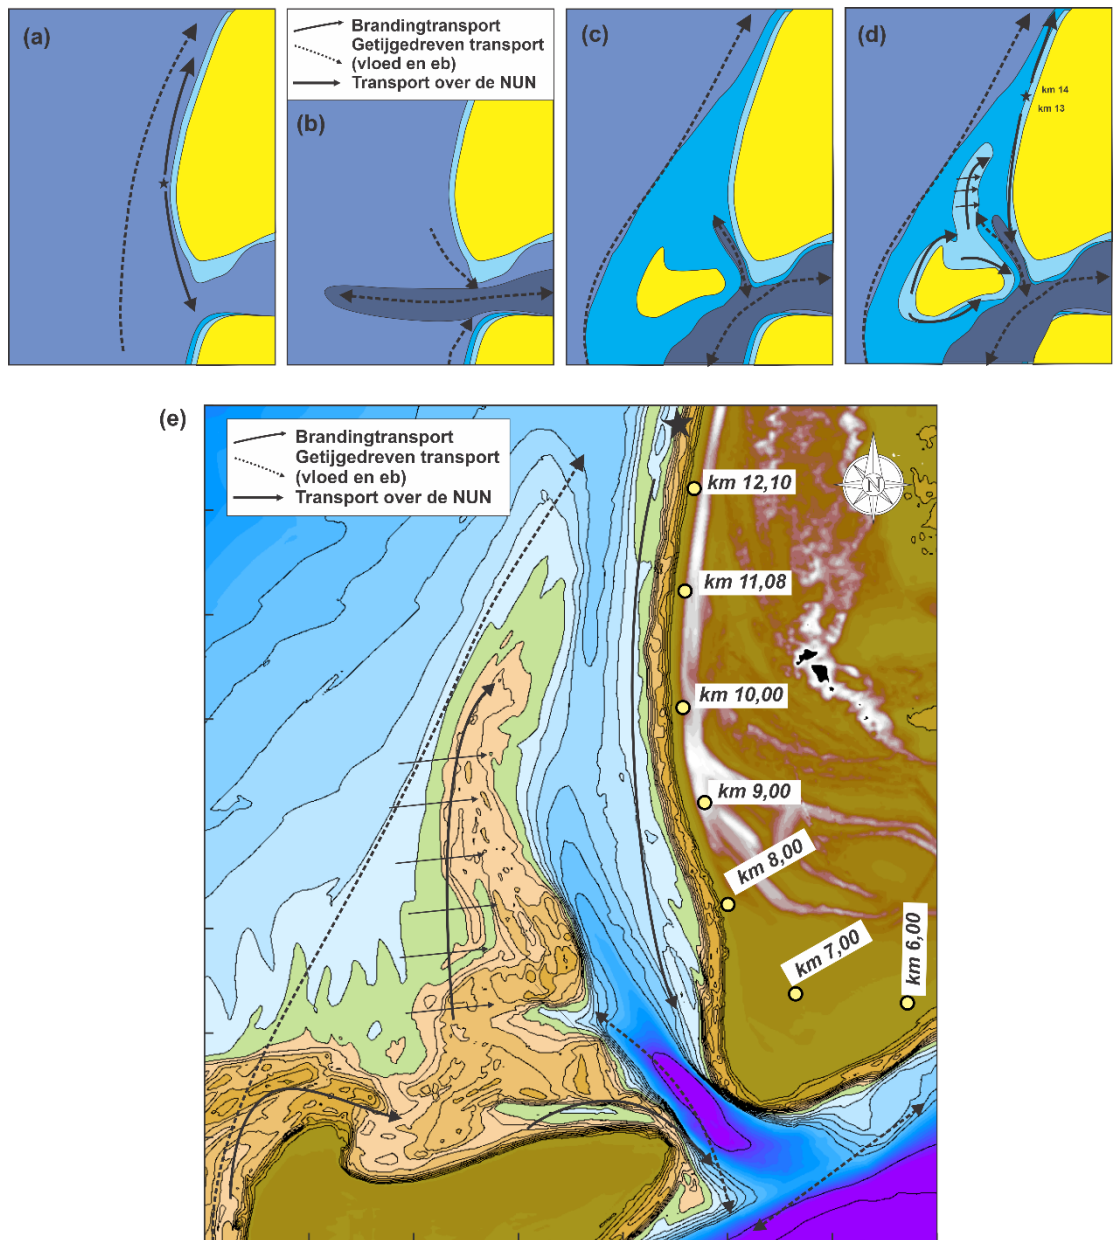 (a)
Brandingtransport
Getijgedreven transport
(vloed en eb)
Transport over de NUN
(b)
(c)
(d)
km 14
km 13
(e)
Brandingtransport
Getijgedreven transport
(vloed en eb)
Transport over de NUN
N
km 12,10
km 11,08
km 10,00
km 9,00
km 8,00
km 7,00
km 6,00